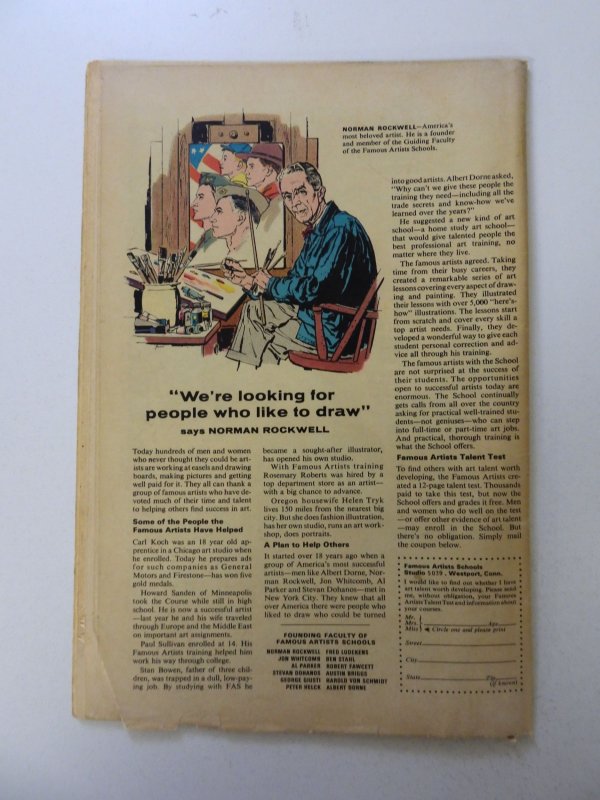 NORMAN ROCKWELL—America's
most beloved artist. He is a founder
and member of the Guiding Faculty
of the Famous Artists Schools.
"We're looking for
people who like to draw"
says NORMAN ROCKWELL
Today hundreds of men and women
who never thought they could be art-
ists are working at easels and drawing
boards, making pictures and getting
well paid for it. They all can thank a
group of famous artists who have de-
voted much of their time and talent
to helping others find success in art.
Some of the People the
Famous Artists Have Helped
Carl Koch was an 18 year old ap-
prentice in a Chicago art studio when
he enrolled. Today he prepares ads
for such companies as General
Motors and Firestone—has won five
gold medals.
Howard Sanden of Minneapolis
took the Course while still in high
school. He is now a successful artist
—last year he and his wife traveled
through Europe and the Middle East
on important art assignments.
Paul Sullivan enrolled at 14. His
Famous Artists training helped him
work his way through college.
Stan Bowen, father of three chil-
dren, was trapped in a dull, low-pay-
ing job. By studying with FAS he
became a sought-after illustrator,
has opened his own studio.
With Famous Artists training
Rosemary Roberts was hired by a
top department store as an artist—
with a big chance to advance.
Oregon housewife Helen Tryk
lives 150 miles from the nearest big
city. But she does fashion illustration,
has her own studio, runs an art work-
shop, does portraits.
A Plan to Help Others
It started over 18 years ago when a
group of America's most successful
artists—men like Albert Dorne, Nor-
man Rockwell, Jon Whitcomb, Al
Parker and Stevan Dohanos—met in
New York City. They knew that all
over America there were people who
liked to draw who could be turned
FOUNDING FACULTY OF
FAMOUS ARTISTS SCHOOLS
NORMAN ROCKWELL FRED LUDEKENS
JON WHITCOMB BEN STAHL
AL PARKER ROBERT FAWCETT
STEVAN DOHANOS AUSTIN BRIGGS
GEORGE GIUSTI HAROLD VON SCHMIDT
PETER HELCK ALBERT DORNE
into good artists. Albert Dorne asked,
"Why can't we give these people the
training they need—including all the
trade secrets and know-how we've
learned over the years?"
He suggested a new kind of art
school—a home study art school—
that would give talented people the
best professional art training, no
matter where they live.
The famous artists agreed. Taking
time from their busy careers, they
created a remarkable series of art
lessons covering every aspect of draw-
ing and painting. They illustrated
their lessons with over 5,000 "here's-
how" illustrations. The lessons start
from scratch and cover every skill a
top artist needs. Finally, they de-
veloped a wonderful way to give each
student personal correction and ad-
vice all through his training.
The famous artists with the School
are not surprised at the success of
their students. The opportunities
open to successful artists today are
enormous. The School continually
gets calls from all over the country
asking for practical well-trained stu-
dents—not geniuses—who can step
into full-time or part-time art jobs.
And practical, thorough training is
what the School offers.
Famous Artists Talent Test
To find others with art talent worth
developing, the Famous Artists cre-
ated a 12-page talent test. Thousands
paid to take this test, but now the
School offers and grades it free. Men
and women who do well on the test
—or offer other evidence of art talent
—may enroll in the School. But
there's no obligation. Simply mail
the coupon below.
Famous Artists Schools
Studio 5039, Westport, Conn.
I would like to find out whether I have
art talent worth developing. Please send
me, without obligation, your Famous
Artists Talent Test and information about
your courses.
Mr.
Mrs. Age
Miss Circle one and please print
Street
City
State Zip
(if known)